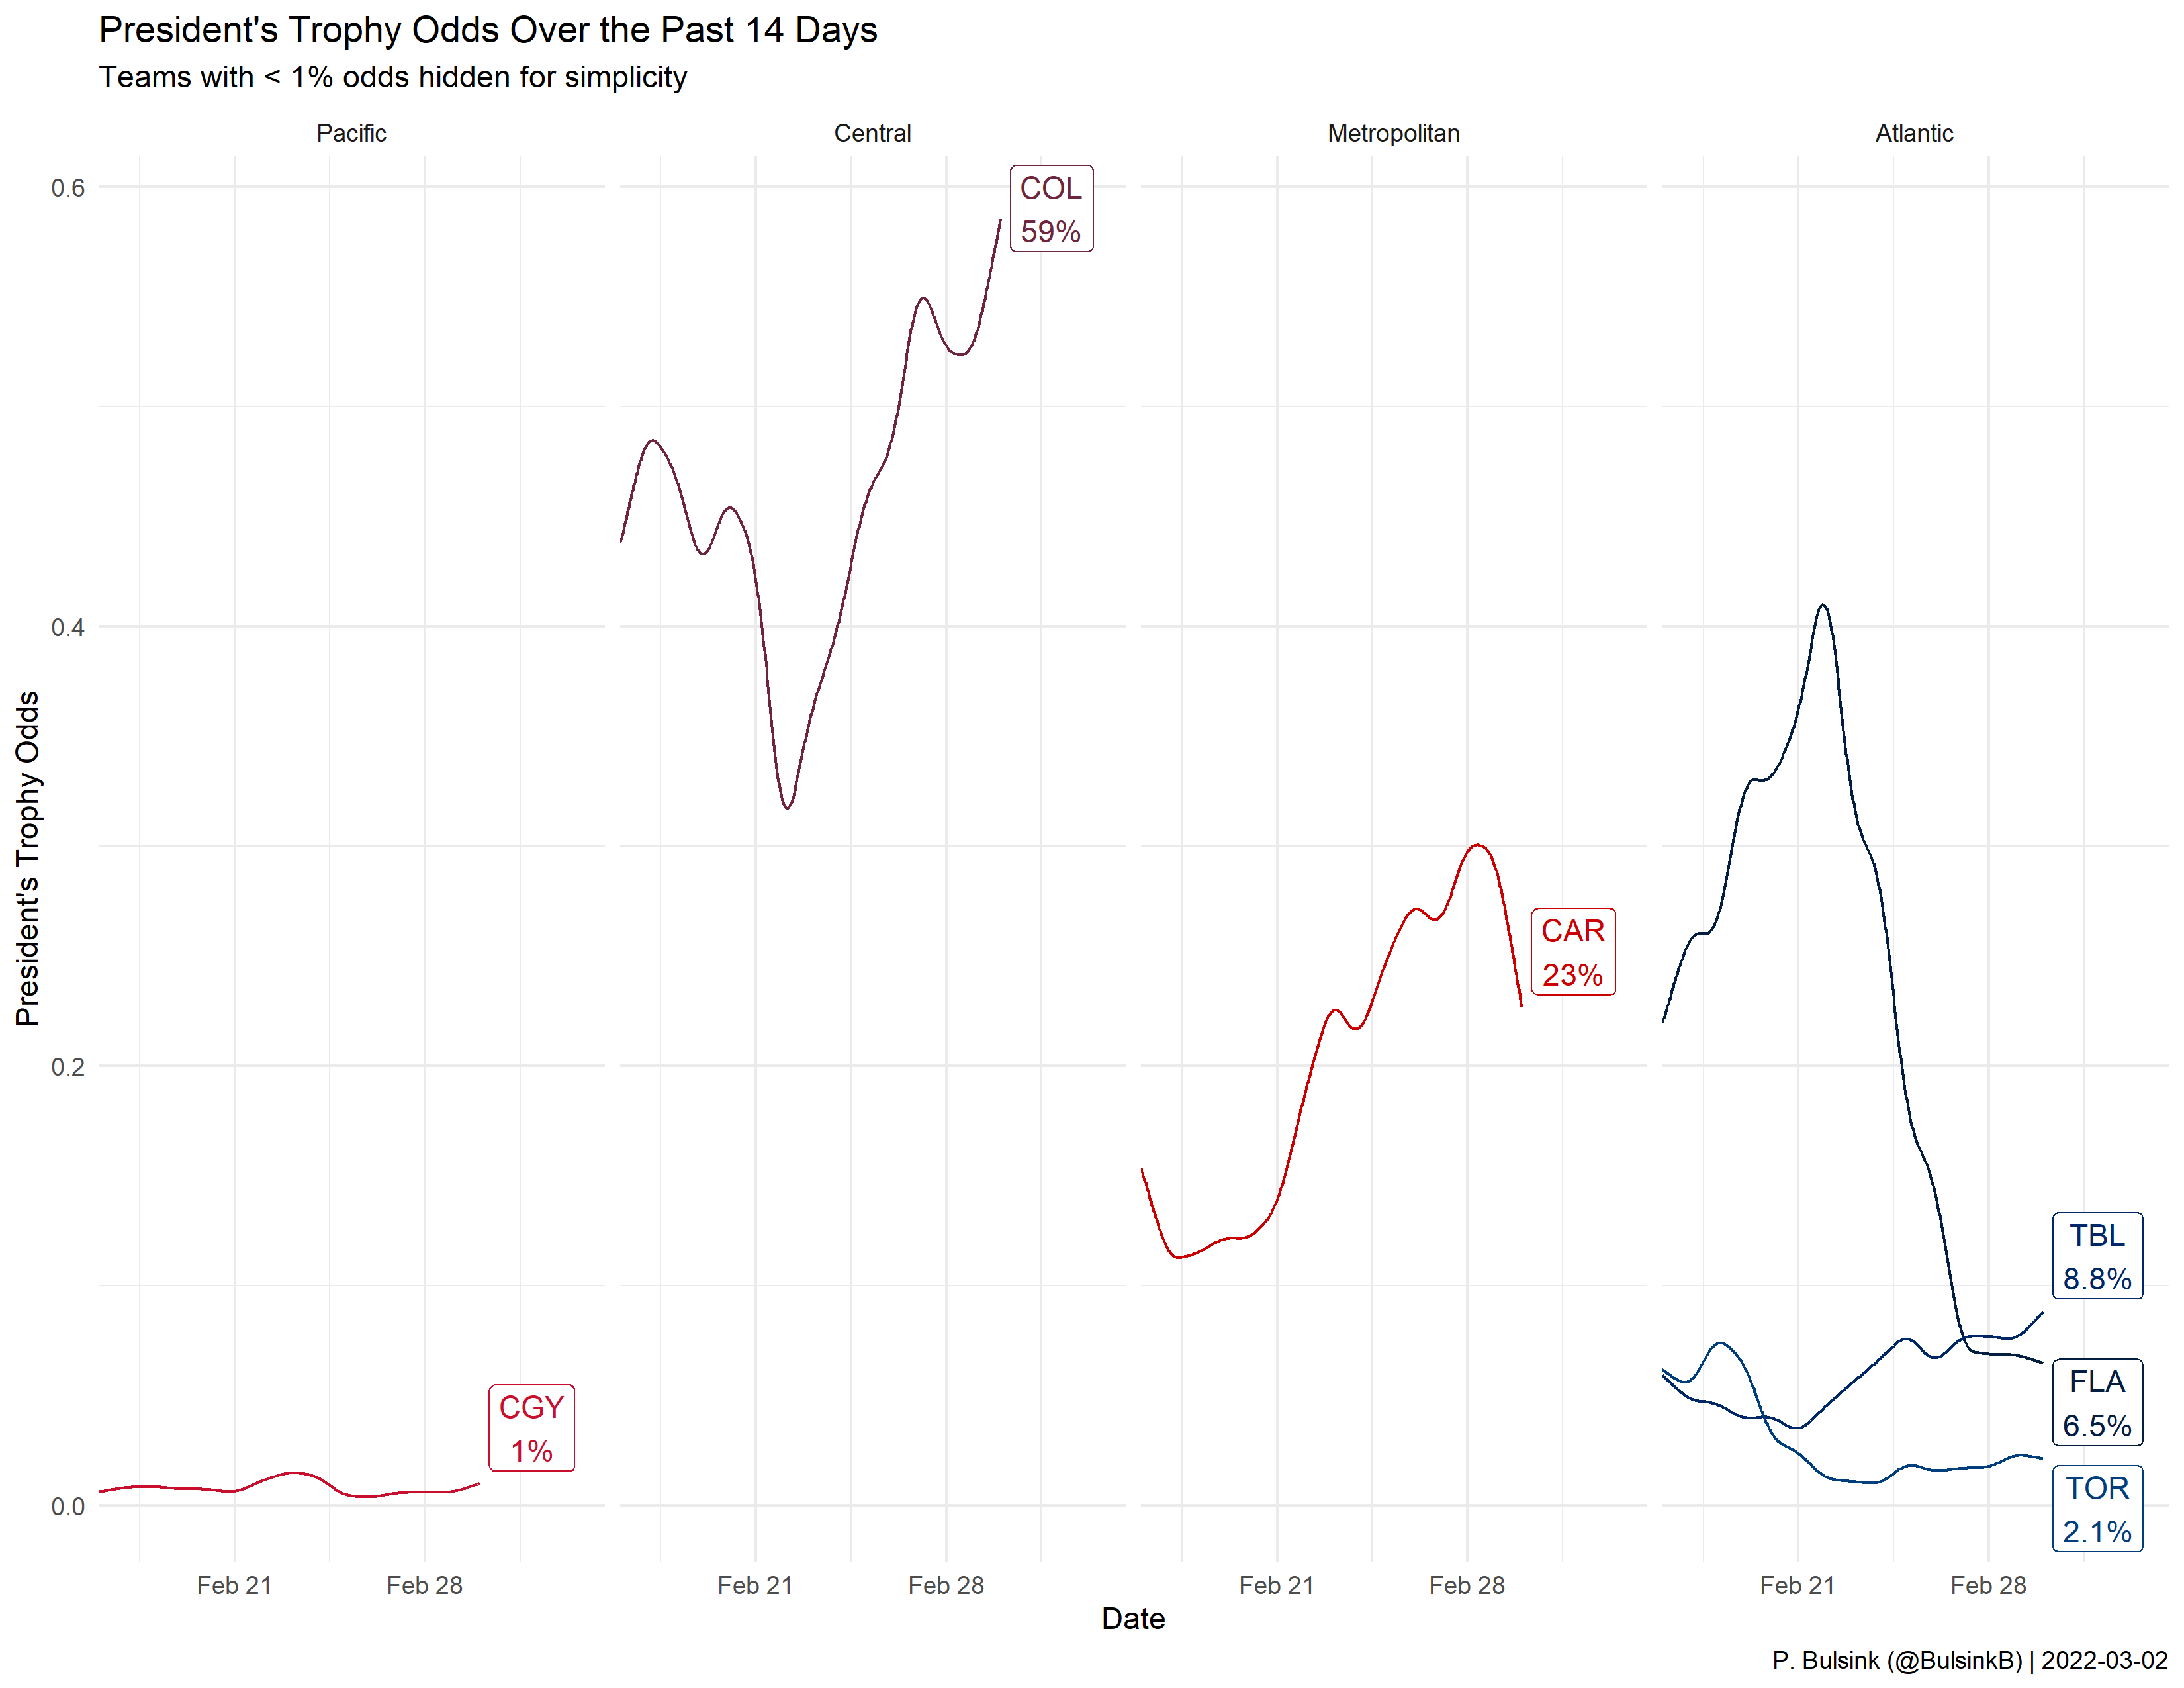 President's Trophy Odds Over the Past 14 Days
Teams with < 1% odds hidden for simplicity
Pacific
Central
Metropolitan
Atlantic
President's Trophy Odds
0.6
0.4
0.2
0.0
COL
59%
CAR
23%
TBL
8.8%
FLA
6.5%
CGY
1%
TOR
2.1%
Feb 21
Feb 28
Feb 21
Feb 28
Feb 21
Feb 28
Feb 21
Feb 28
Date
P. Bulsink (@BulsinkB) | 2022-03-02